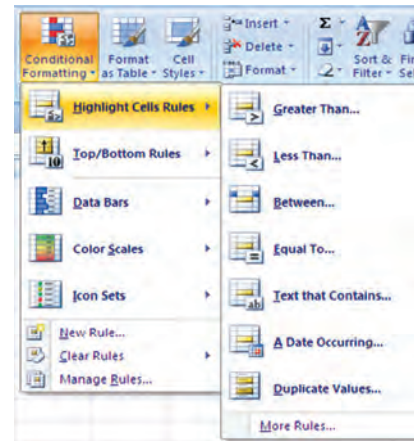 Conditional Formatting
Format as Table
Cell Styles
Insert
Delete
Format
Σ
Sort & Filter
Highlight Cells Rules
Top/Bottom Rules
10
Data Bars
Color Scales
Icon Sets
New Rule...
Clear Rules
Manage Rules...
Greater Than...
Less Than...
Between...
Equal To...
Text that Contains...
ab
A Date Occurring...
Duplicate Values...
More Rules...